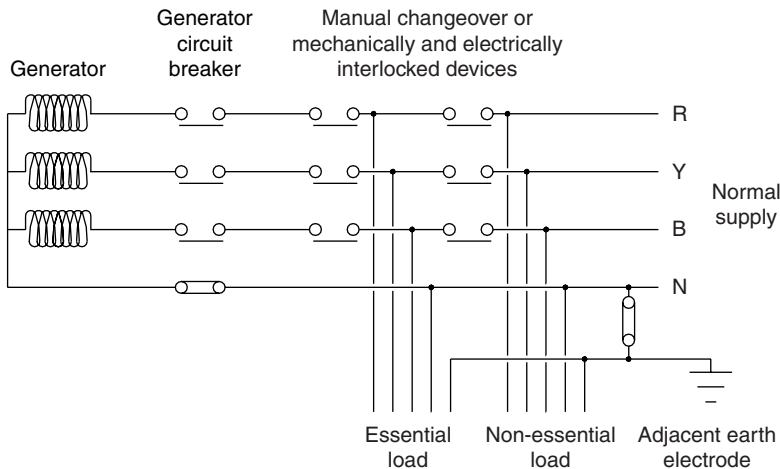 Generator
circuit
breaker
Manual changeover or
mechanically and electrically
interlocked devices
Generator
R
Y
B
N
Normal
supply
Essential
load
Non-essential
load
Adjacent earth
electrode